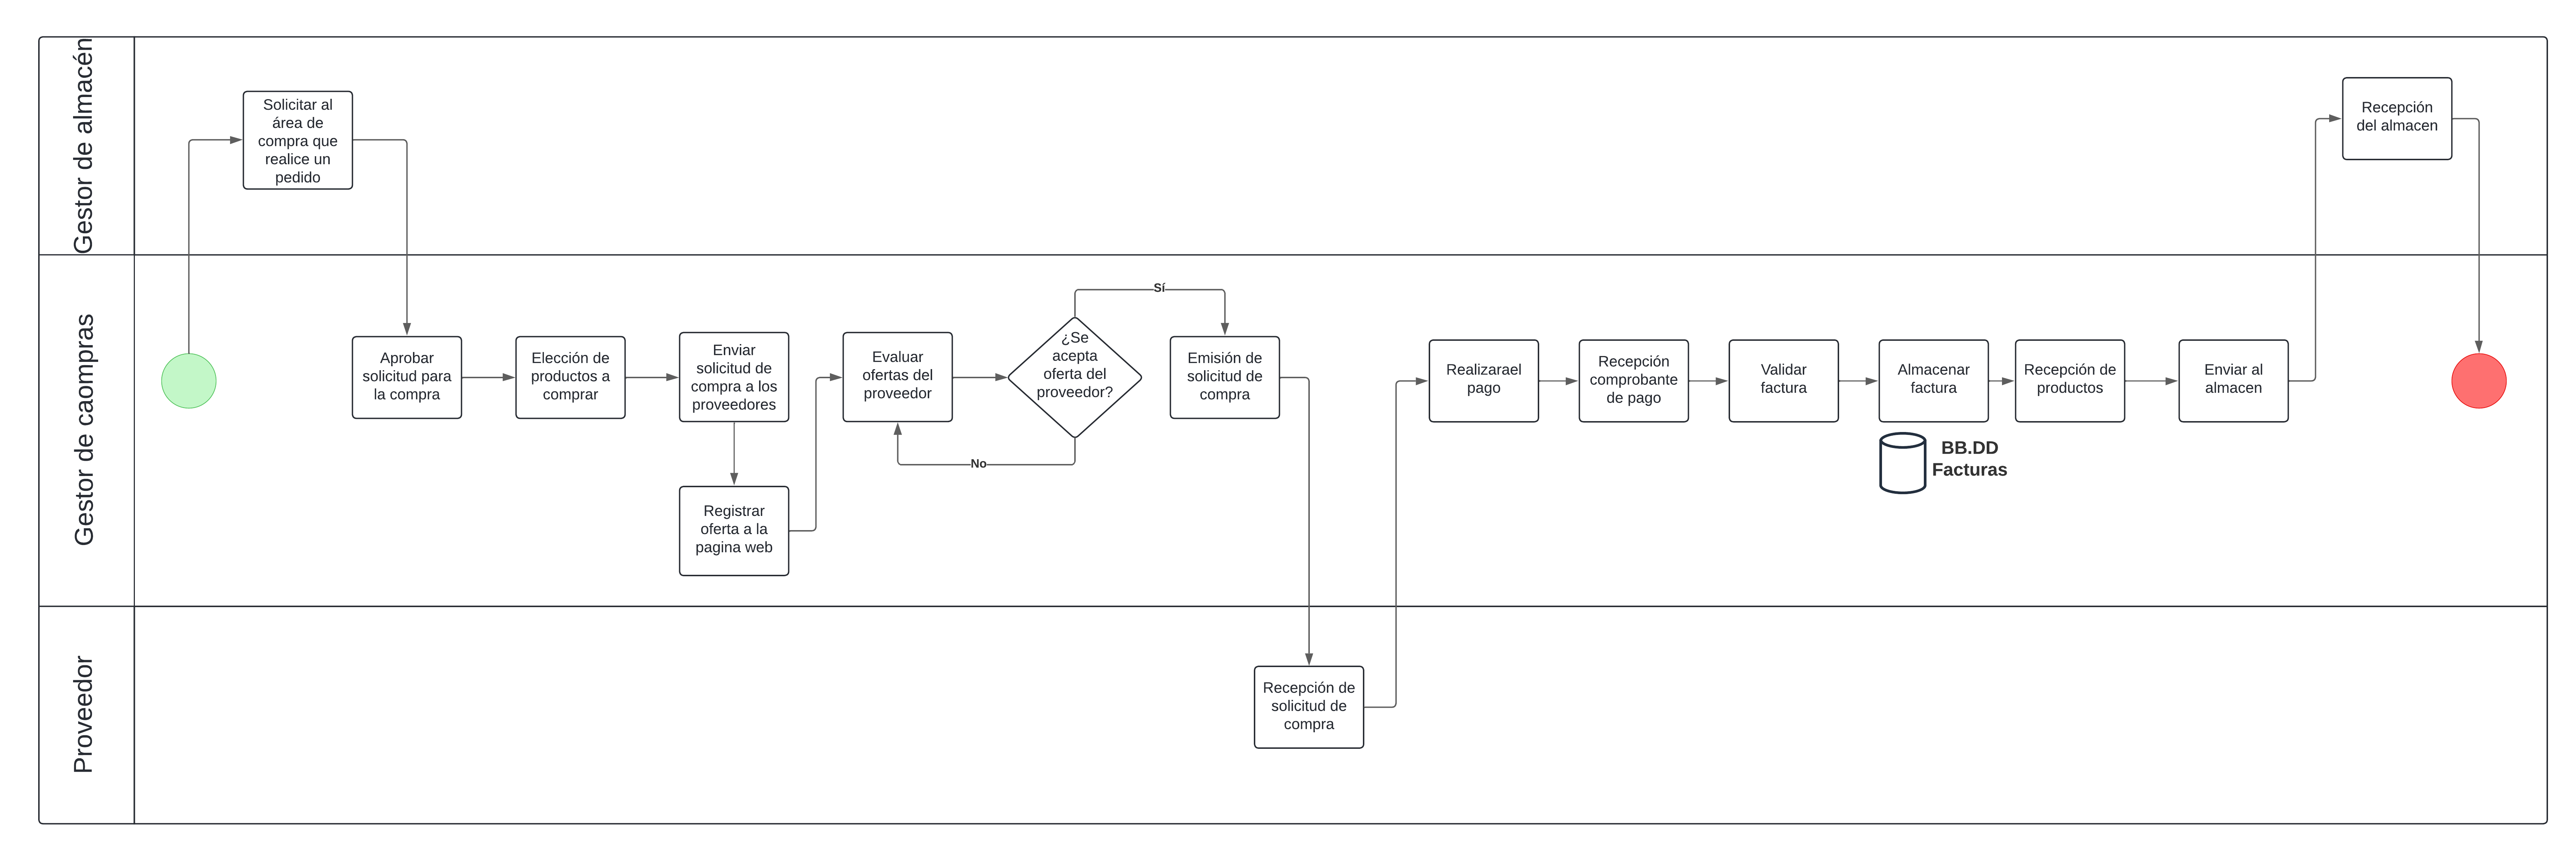 Gestor de almacén
Solicitar al
área de
compra que
realice un
pedido
Recepción
del almacen
Gestor de caompras
Aprobar
solicitud para
la compra
Elección de
productos a
comprar
Enviar
solicitud de
compra a los
proveedores
Registrar
oferta a la
pagina web
Evaluar
ofertas del
proveedor
¿Se
acepta
oferta del
proveedor?
Sí
No
Emisión de
solicitud de
compra
Realizarael
pago
Recepción
comprobante
de pago
Validar
factura
Almacenar
factura
BB.DD
Facturas
Recepción de
productos
Enviar al
almacen
Proveedor
Recepción de
solicitud de
compra